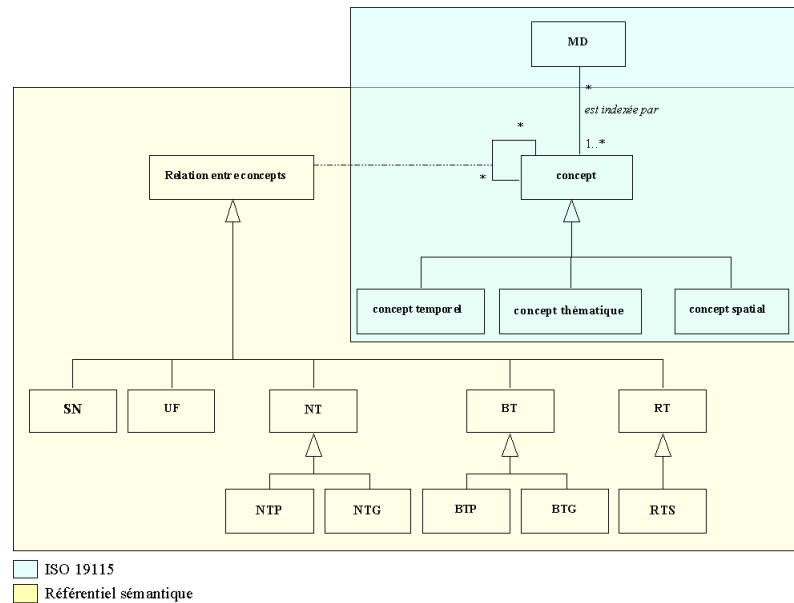 MD
*
est indexée par
*
1..*
Relation entre concepts
*
concept
concept temporel
concept thématique
concept spatial
SN
UF
NT
BT
RT
NTP
NTG
BTP
BTG
RTS
ISO 19115
Référentiel sémantique